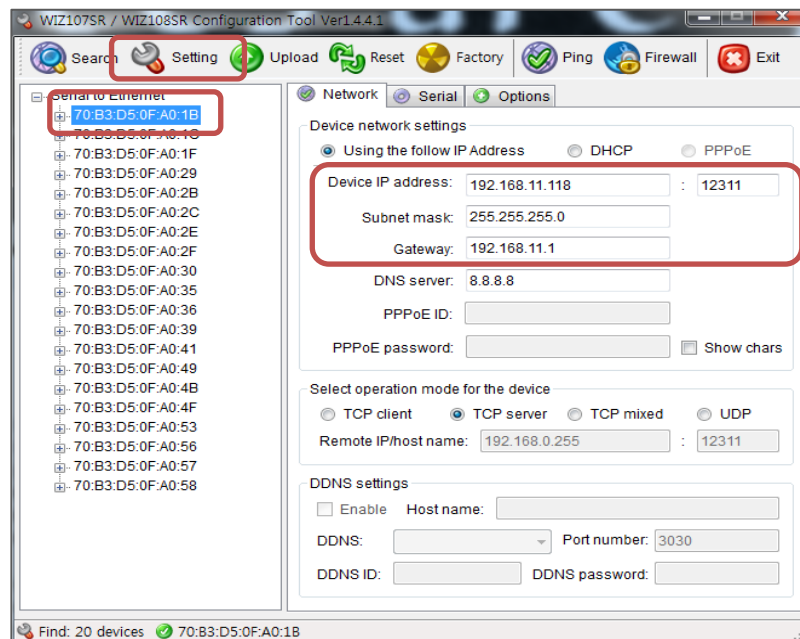 WIZ107SR / WIZ108SR Configuration Tool Ver1.4.4.1
Search Setting Upload Reset Factory Ping Firewall Exit
Serial to Ethernet
70:B3:D5:0F:A0:1B
70:B3:D5:0F:A0:1C
70:B3:D5:0F:A0:1F
70:B3:D5:0F:A0:29
70:B3:D5:0F:A0:2B
70:B3:D5:0F:A0:2C
70:B3:D5:0F:A0:2E
70:B3:D5:0F:A0:2F
70:B3:D5:0F:A0:30
70:B3:D5:0F:A0:35
70:B3:D5:0F:A0:36
70:B3:D5:0F:A0:39
70:B3:D5:0F:A0:41
70:B3:D5:0F:A0:49
70:B3:D5:0F:A0:4B
70:B3:D5:0F:A0:4F
70:B3:D5:0F:A0:53
70:B3:D5:0F:A0:56
70:B3:D5:0F:A0:57
70:B3:D5:0F:A0:58
Network Serial Options
Device network settings
Using the follow IP Address DHCP PPPoE
Device IP address: 192.168.11.118 : 12311
Subnet mask: 255.255.255.0
Gateway: 192.168.11.1
DNS server: 8.8.8.8
PPPoE ID:
PPPoE password: Show chars
Select operation mode for the device
TCP client TCP server TCP mixed UDP
Remote IP/host name: 192.168.0.255 : 12311
DDNS settings
Enable Host name:
DDNS: Port number: 3030
DDNS ID: DDNS password:
Find: 20 devices 70:B3:D5:0F:A0:1B